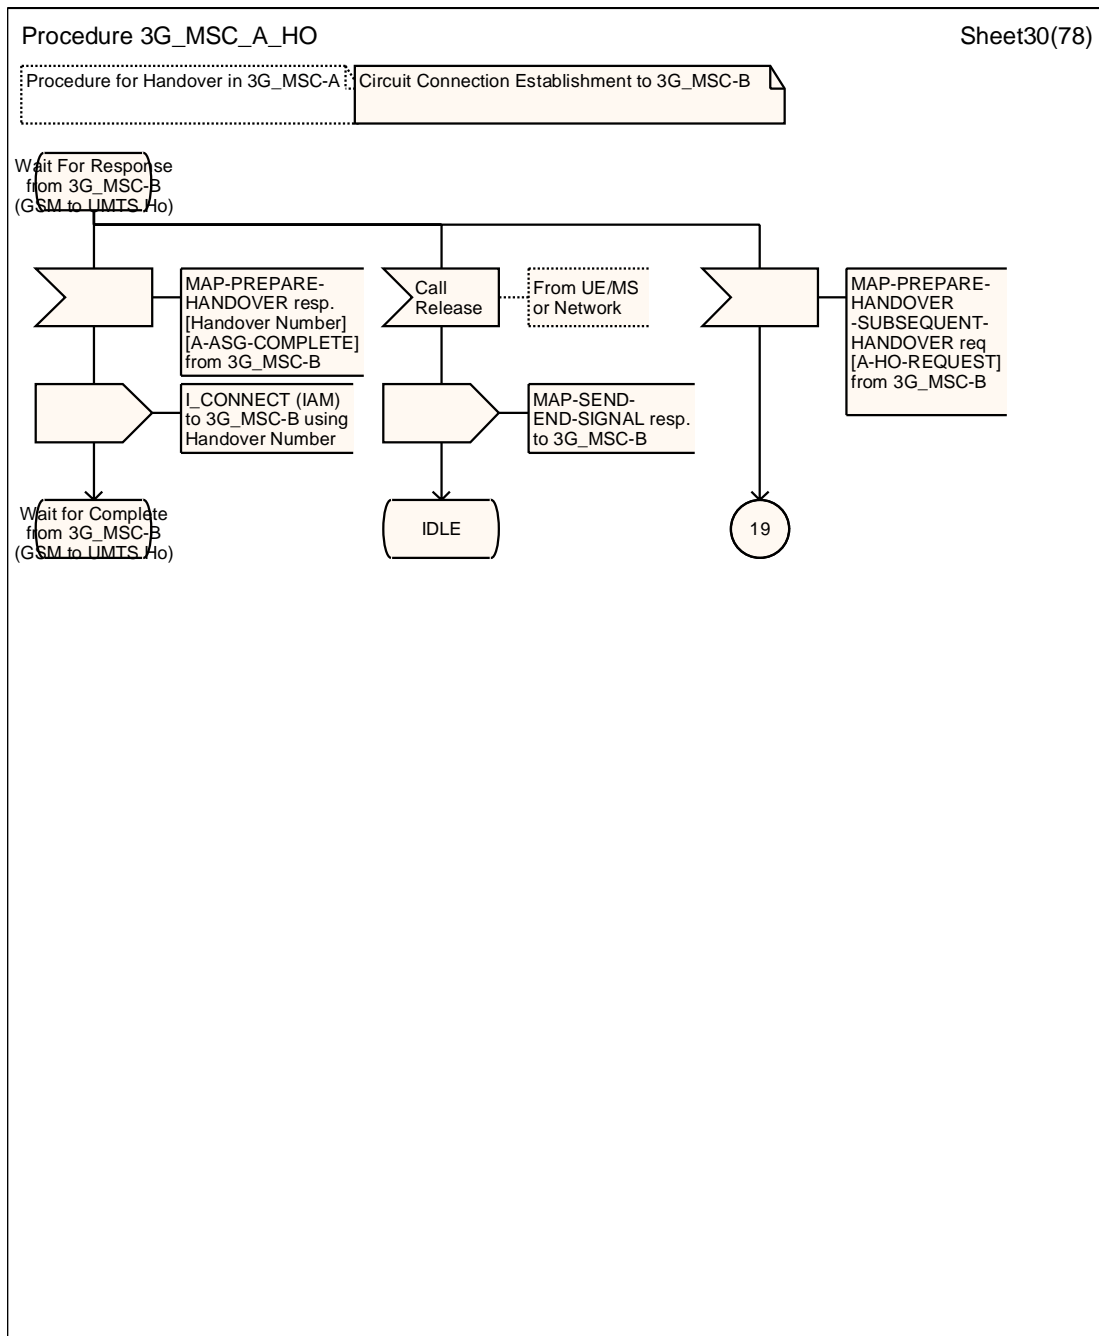 Procedure 3G_MSC_A_HO
Sheet30(78)
Procedure for Handover in 3G_MSC-A
Circuit Connection Establishment to 3G_MSC-B
Wait For Response
from 3G_MSC-B
(GSM to UMTS Ho)
MAP-PREPARE-
HANDOVER resp.
[Handover Number]
[A-ASG-COMPLETE]
from 3G_MSC-B
Call
Release
From UE/MS
or Network
MAP-PREPARE-
HANDOVER
-SUBSEQUENT-
HANDOVER req
[A-HO-REQUEST]
from 3G_MSC-B
I_CONNECT (IAM)
to 3G_MSC-B using
Handover Number
MAP-SEND-
END-SIGNAL resp.
to 3G_MSC-B
Wait for Complete
from 3G_MSC-B
(GSM to UMTS Ho)
IDLE
19